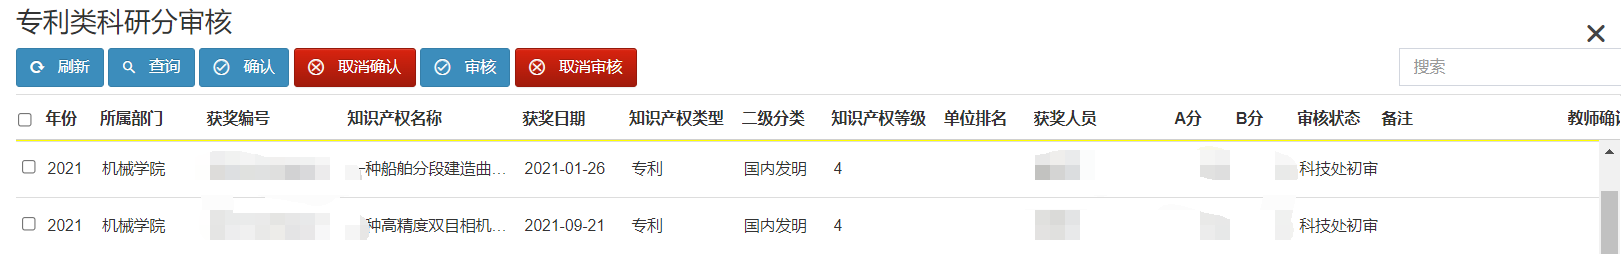 专利类科研分审核
刷新 查询 确认 取消确认 审核 取消审核 搜索
年份 所属部门 获奖编号 知识产权名称 获奖日期 知识产权类型 二级分类 知识产权等级 单位排名 获奖人员 A分 B分 审核状态 备注 教师确认
2021 机械学院 一种船舶分段建造曲... 2021-01-26 专利 国内发明 4 科技处初审
2021 机械学院 种高精度双目相机... 2021-09-21 专利 国内发明 4 科技处初审